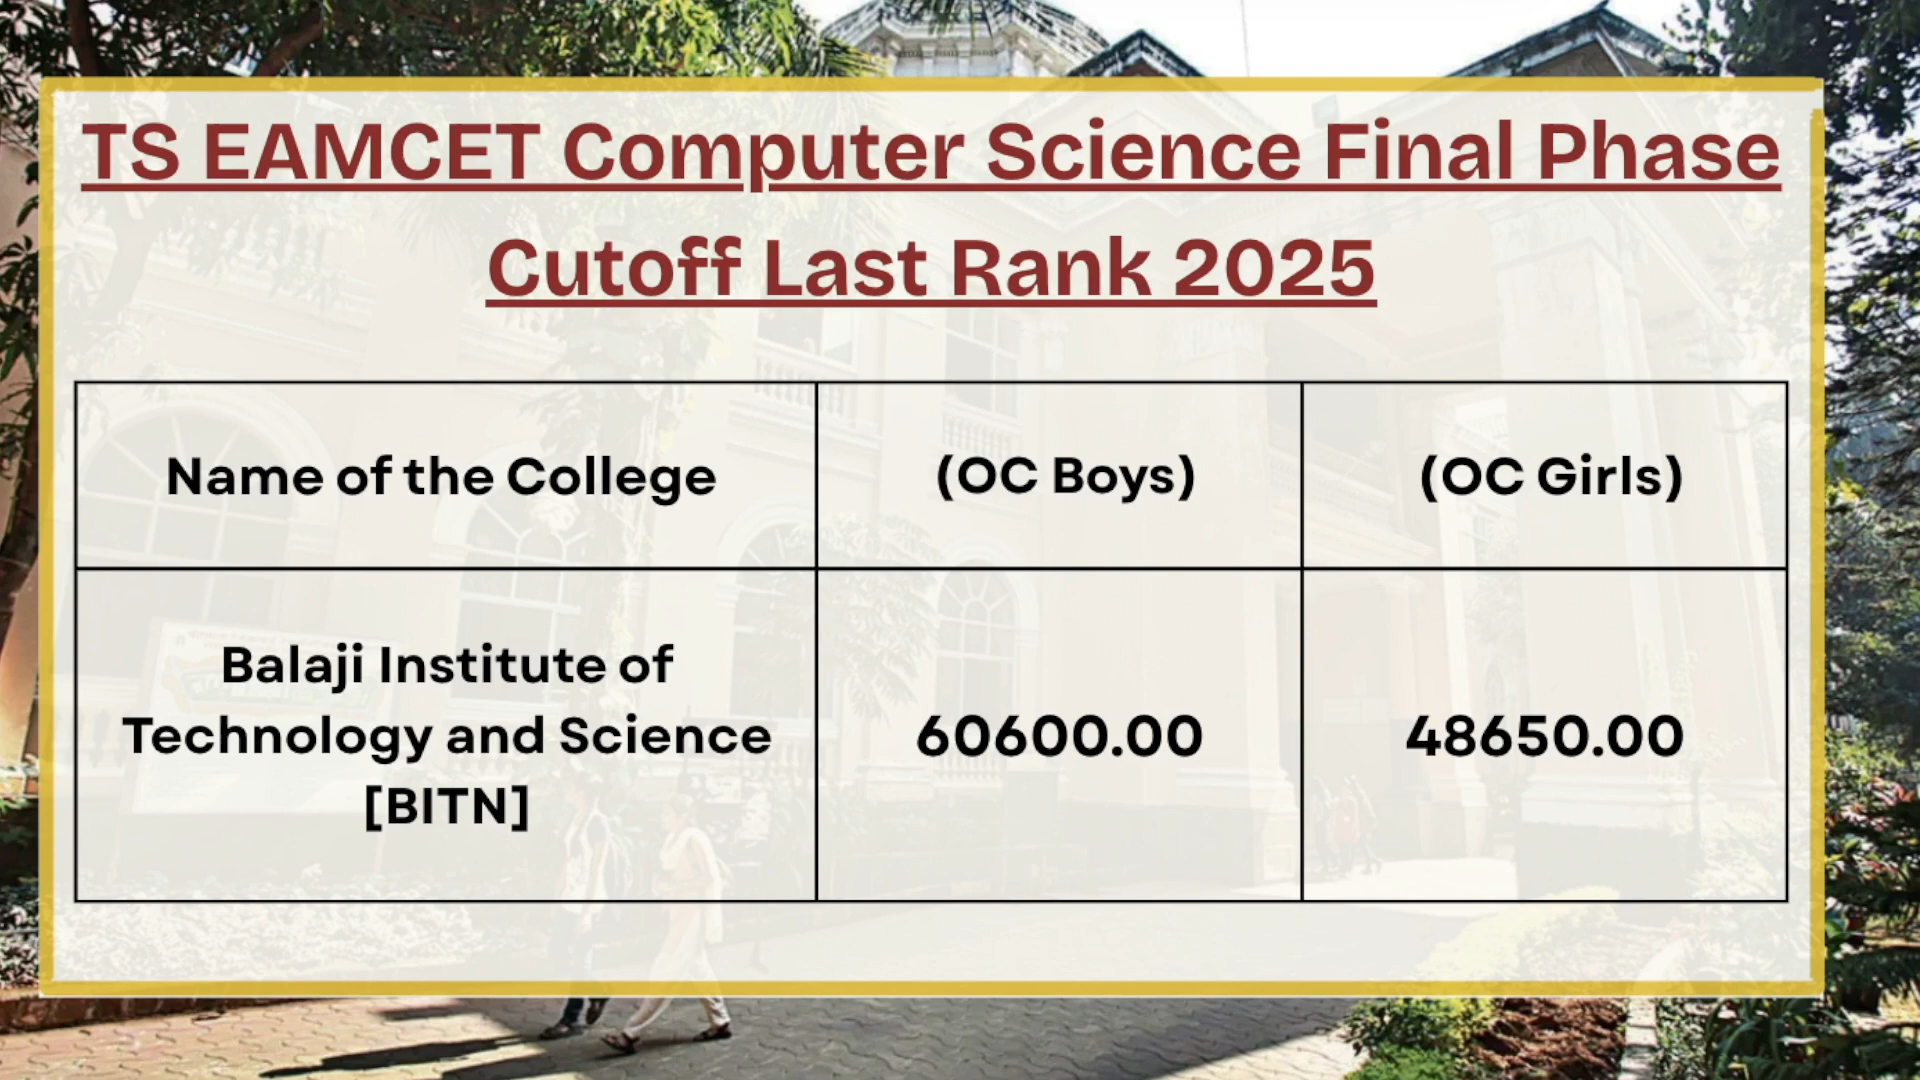 TS EAMCET Computer Science Final Phase
Cutoff Last Rank 2025
Name of the College
(OC Boys)
(OC Girls)
Balaji Institute of
Technology and Science
[BITN]
60600.00
48650.00